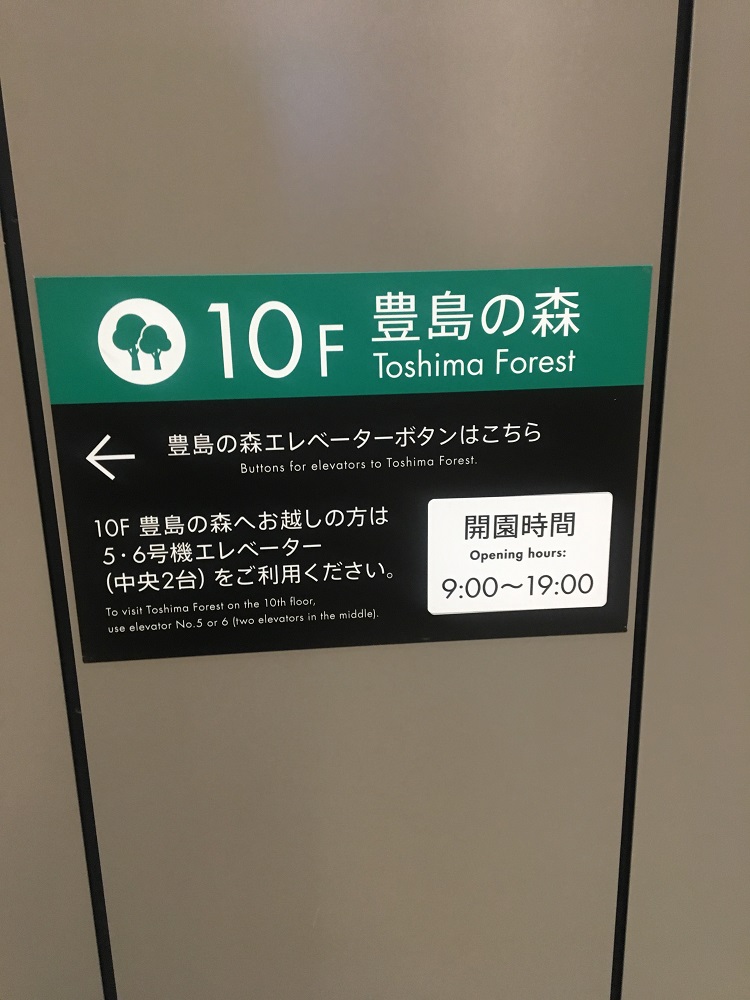 10F 豊島の森
Toshima Forest
← 豊島の森エレベーターボタンはこちら
Buttons for elevators to Toshima Forest.
10F 豊島の森へお越しの方は
5・6号機エレベーター
(中央2台) をご利用ください。
To visit Toshima Forest on the 10th floor,
use elevator No.5 or 6 (two elevators in the middle).
開園時間
Opening hours:
9:00〜19:00